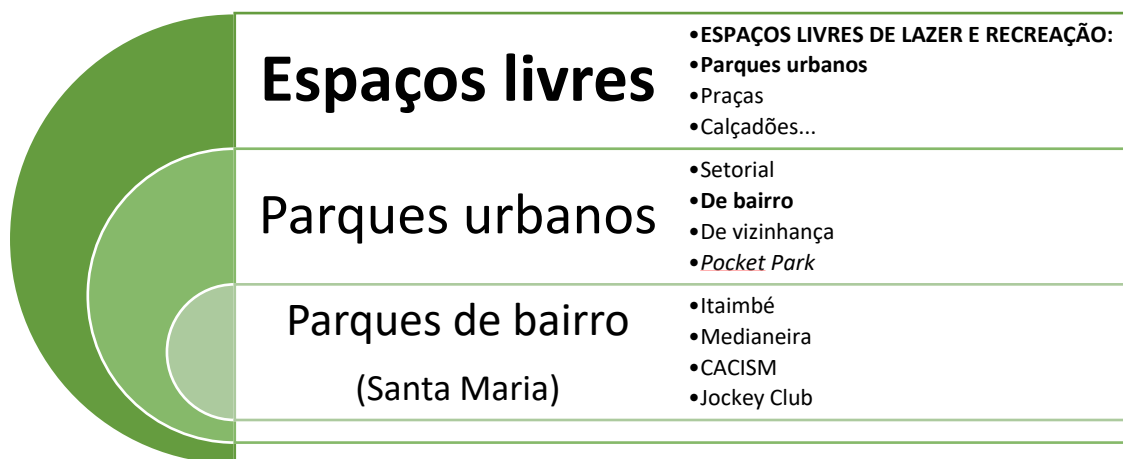 Espaços livres
•ESPAÇOS LIVRES DE LAZER E RECREAÇÃO:
•Parques urbanos
•Praças
•Calçadões...
Parques urbanos
•Setorial
•De bairro
•De vizinhança
•Pocket Park
Parques de bairro
(Santa Maria)
•Itaimbé
•Medianeira
•CACISM
•Jockey Club